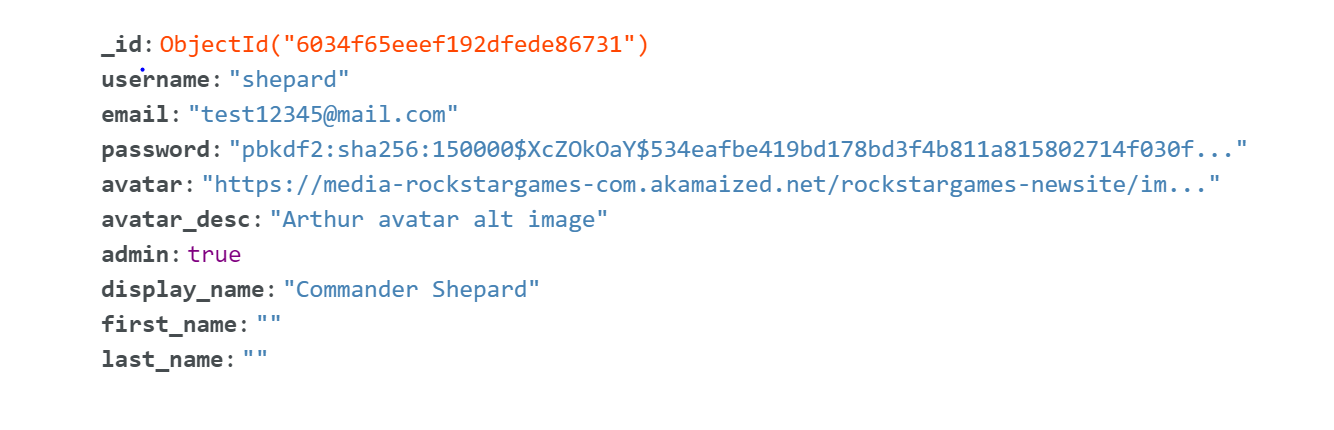 _id: ObjectId("6034f65eeef192dfede86731")
username: "shepard"
email: "test12345@mail.com"
password: "pbkdf2:sha256:150000$XcZOkOaY$534eafbe419bd178bd3f4b811a815802714f030f..."
avatar: "https://media-rockstargames-com.akamaized.net/rockstargames-newsite/im..."
avatar_desc: "Arthur avatar alt image"
admin: true
display_name: "Commander Shepard"
first_name: ""
last_name: ""